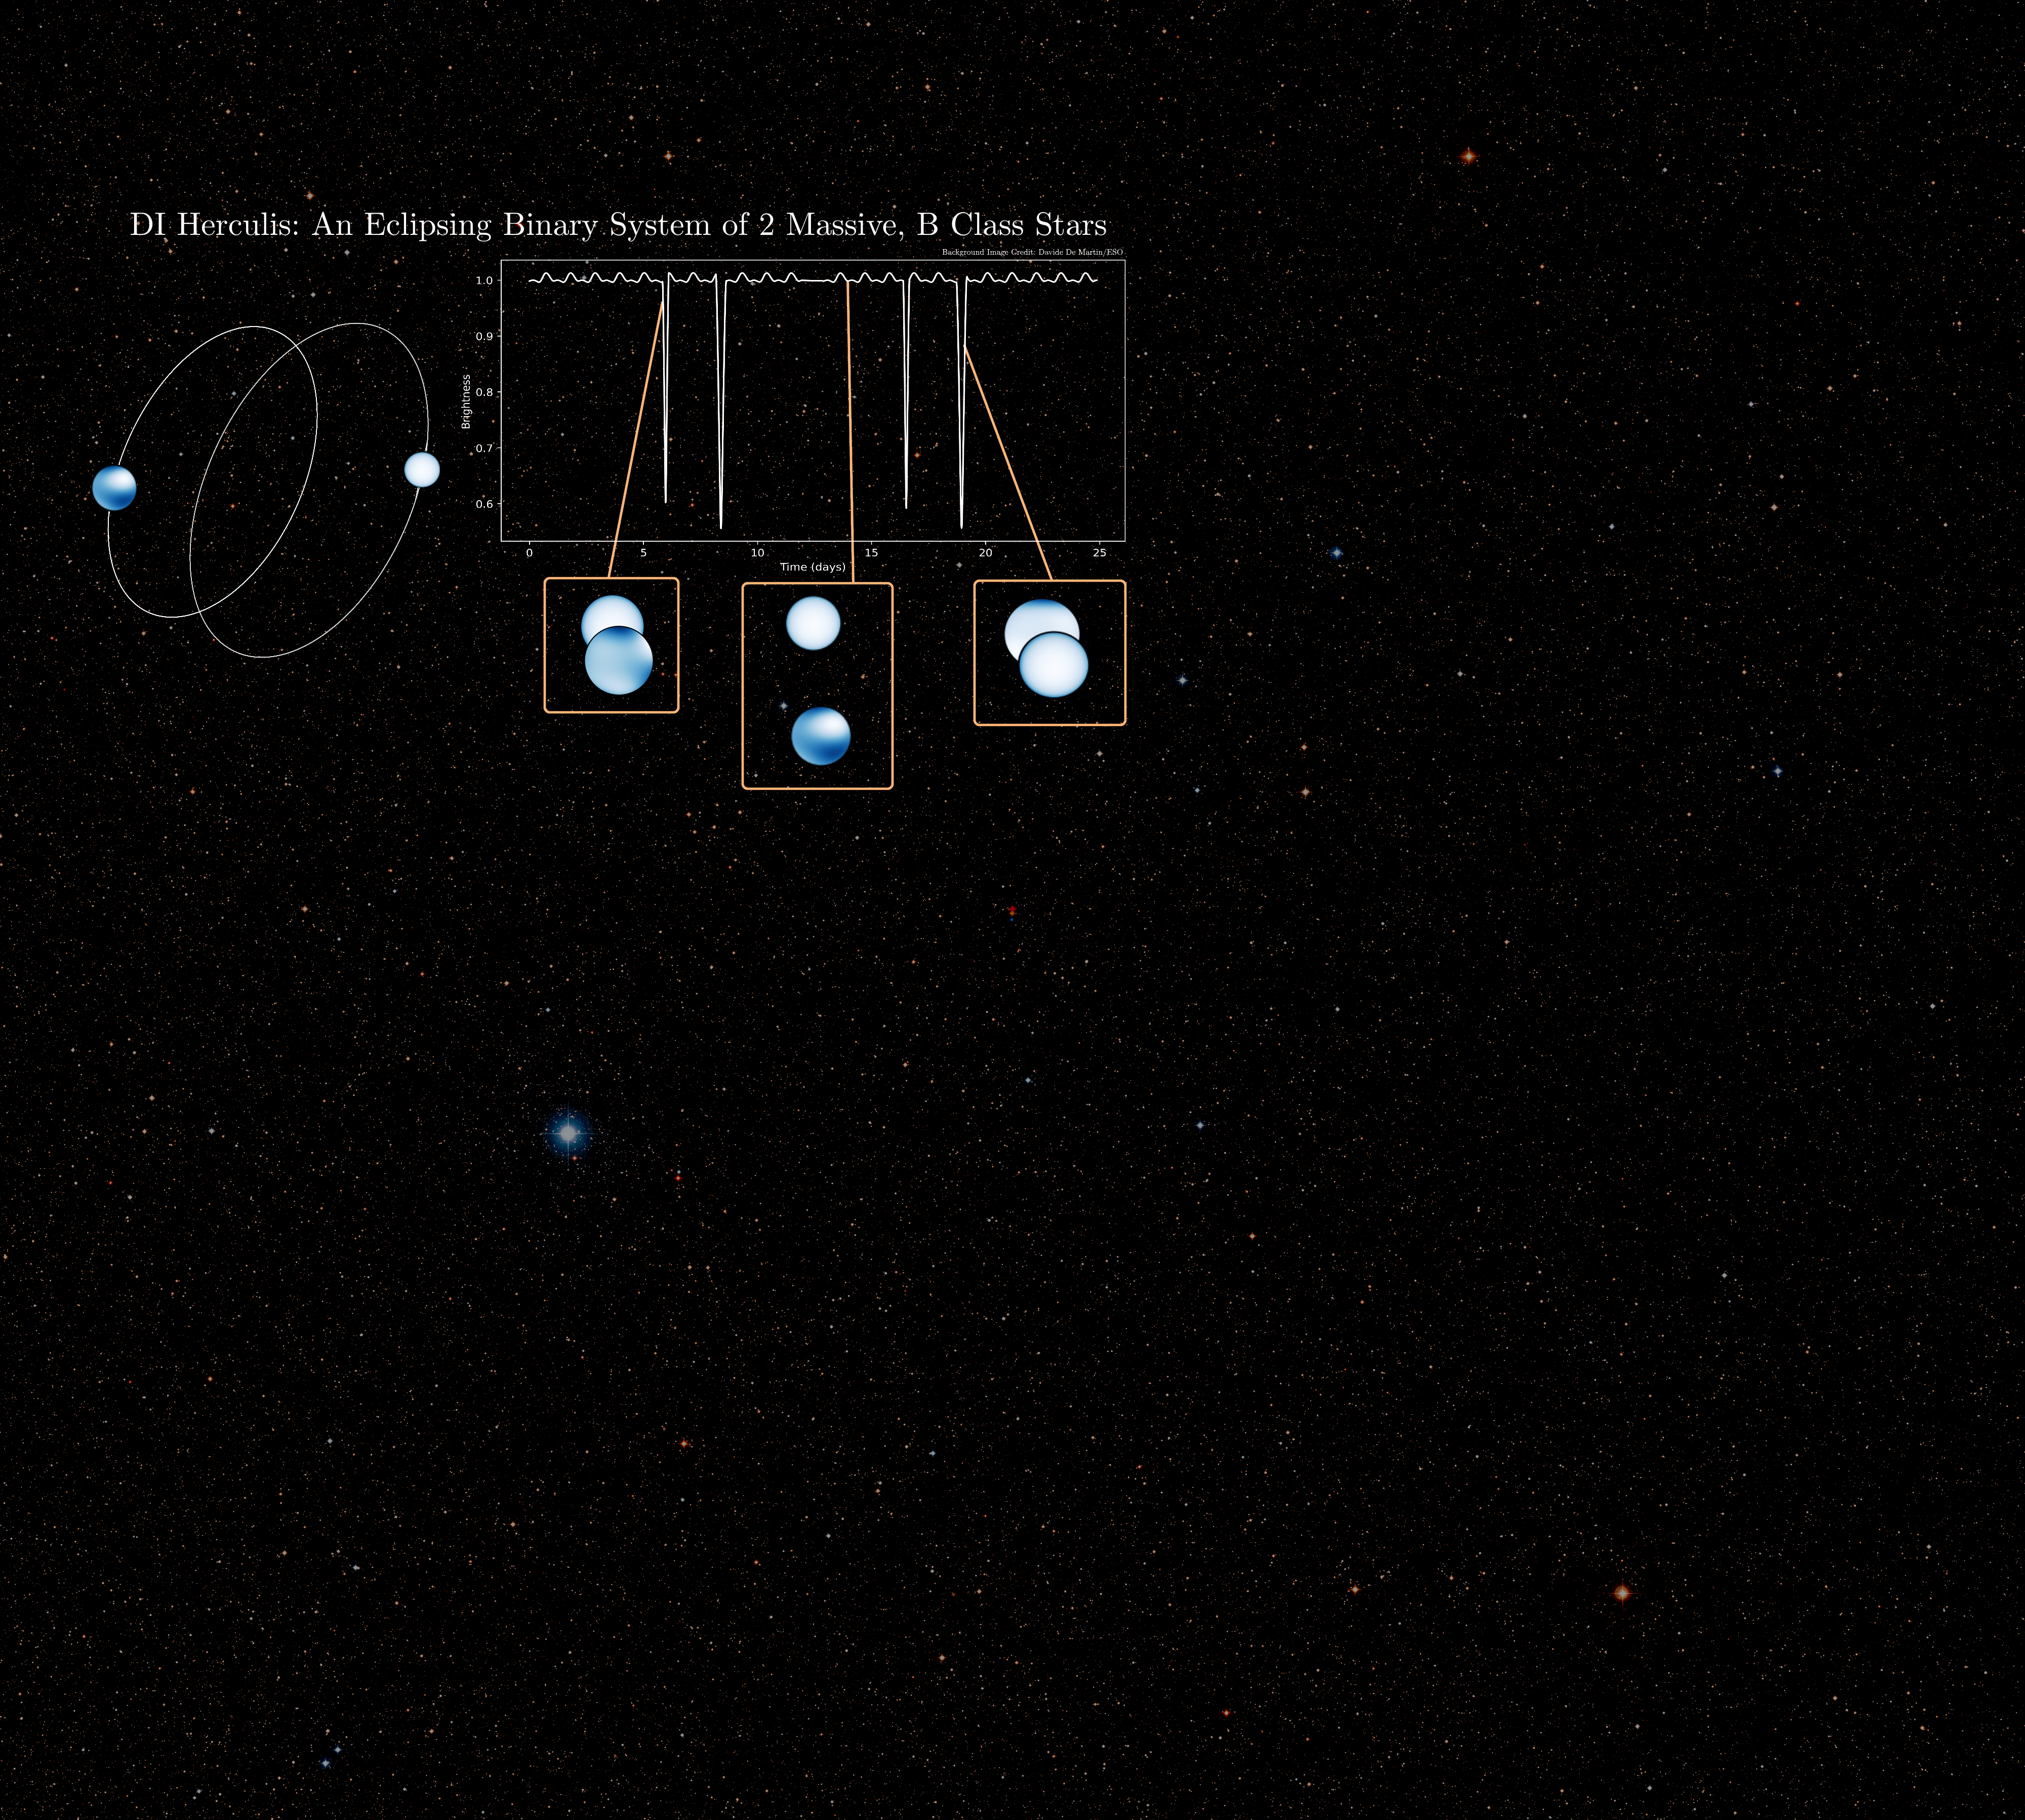 DI Herculis: An Eclipsing Binary System of 2 Massive, B Class Stars
Background Image Credit: Davide De Martin/ESO
Brightness
1.0
0.9
0.8
0.7
0.6
0 5 10 15 20 25
Time (days)